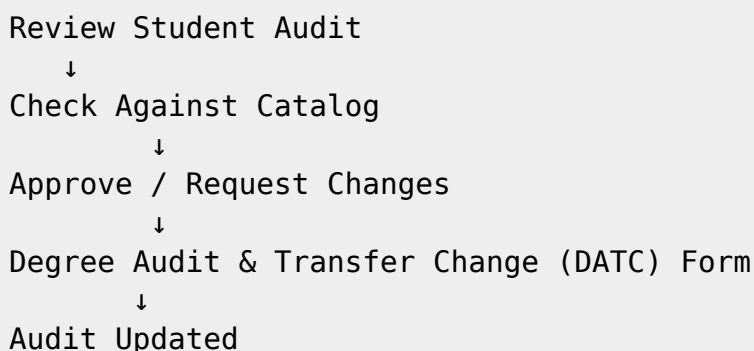 Review Student Audit
↓
Check Against Catalog
↓
Approve / Request Changes
↓
Degree Audit & Transfer Change (DATC) Form
↓
Audit Updated